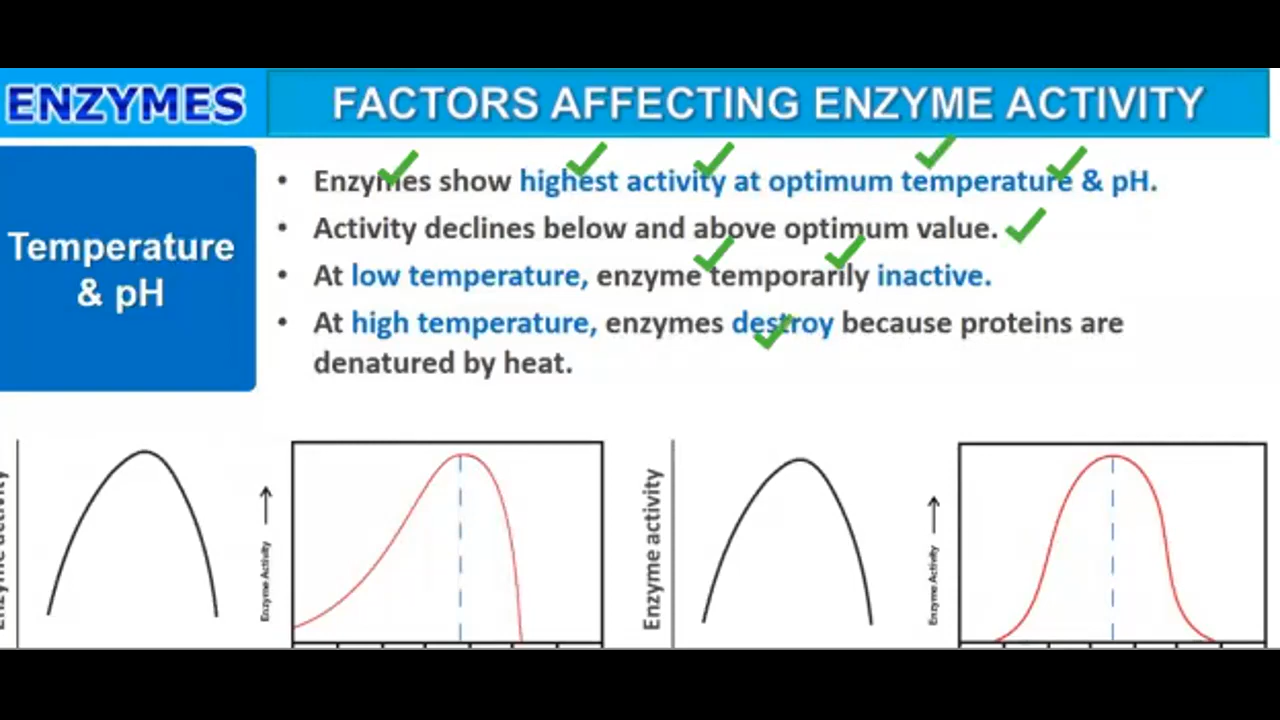 ENZYMES
FACTORS AFFECTING ENZYME ACTIVITY
Temperature
& pH
• Enzymes show highest activity at optimum temperature & pH.
• Activity declines below and above optimum value.
• At low temperature, enzyme temporarily inactive.
• At high temperature, enzymes destroy because proteins are
denatured by heat.
Enzyme activity
Enzyme Activity
Enzyme activity
Enzyme Activity